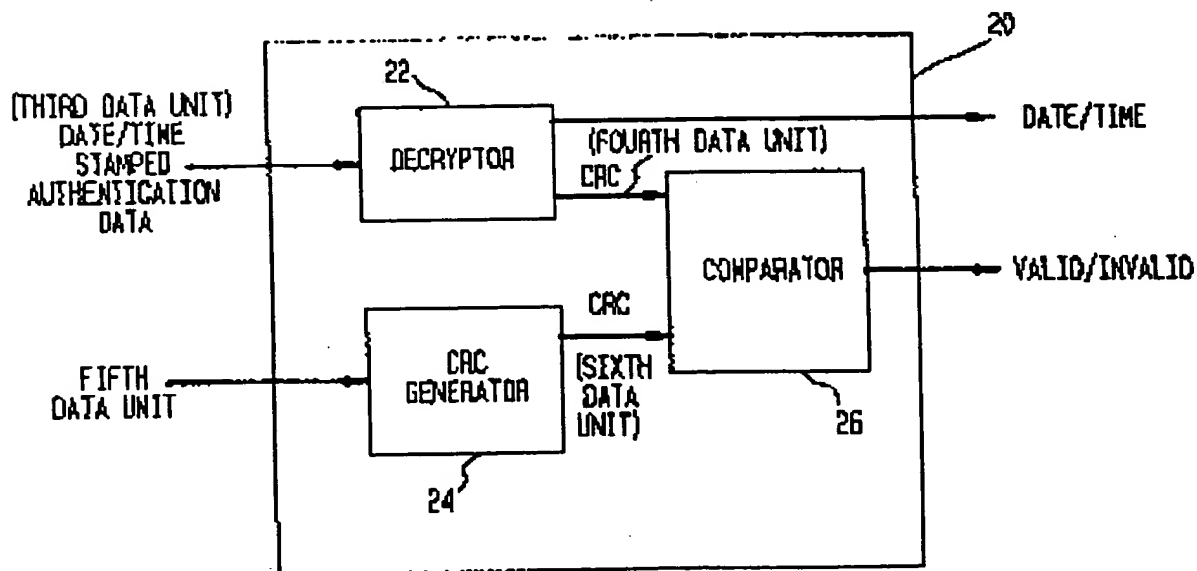 20
22
(THIRD DATA UNIT)
DATE/TIME
STAMPED
AUTHENTICATION
DATA
DECRYPTOR
DATE/TIME
(FOURTH DATA UNIT)
CRC
COMPARATOR
VALID/INVALID
CRC
(SIXTH
DATA
UNIT)
FIFTH
DATA UNIT
CRC
GENERATOR
26
24